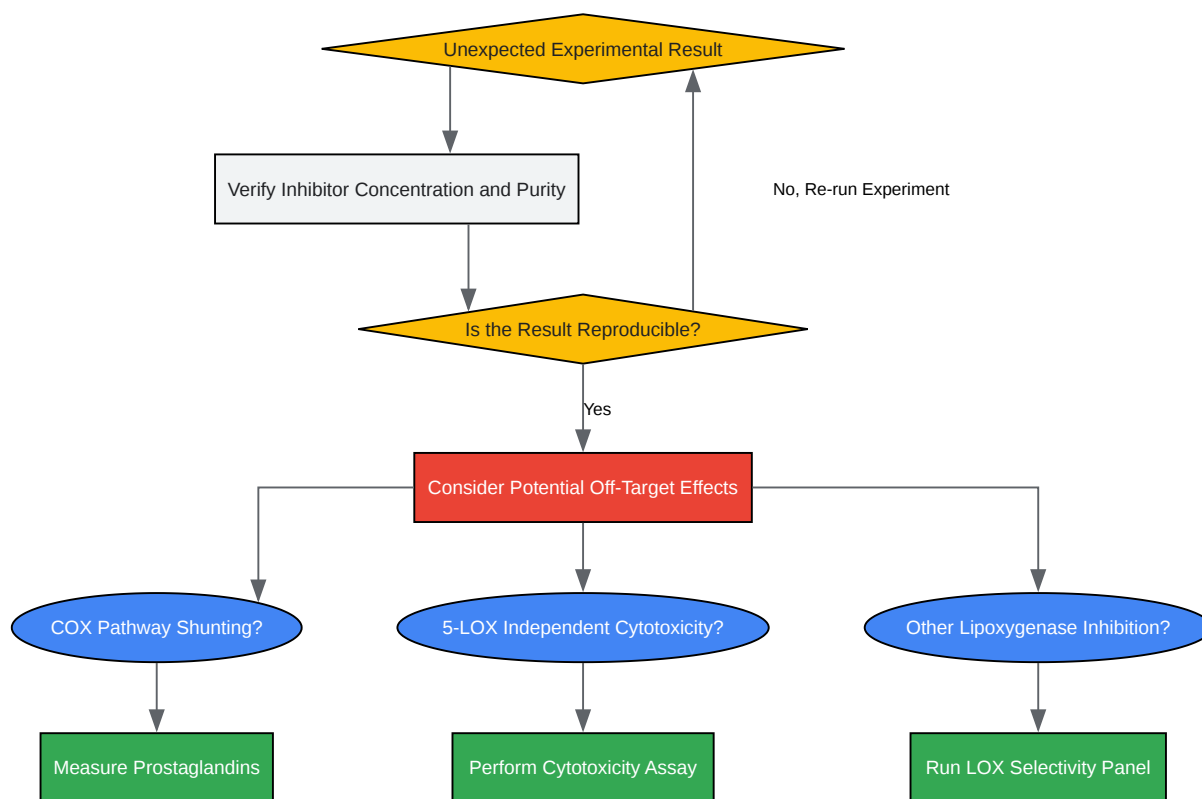 Unexpected Experimental Result
Verify Inhibitor Concentration and Purity
No, Re-run Experiment
Is the Result Reproducible?
Yes
Consider Potential Off-Target Effects
COX Pathway Shunting?
5-LOX Independent Cytotoxicity?
Other Lipoxygenase Inhibition?
Measure Prostaglandins
Perform Cytotoxicity Assay
Run LOX Selectivity Panel